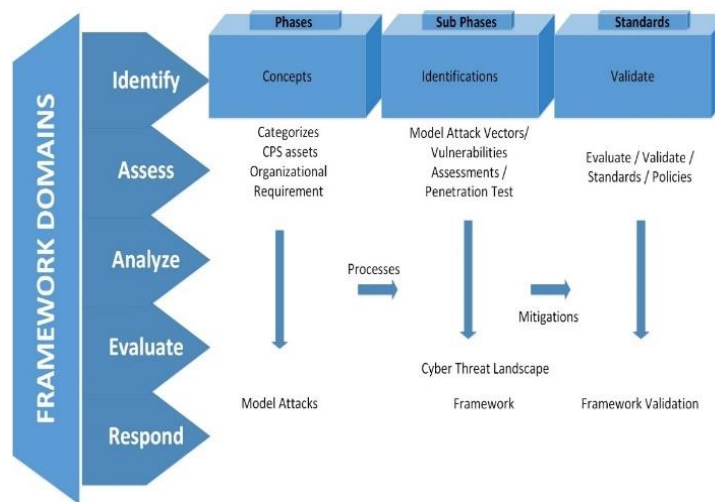 FRAMEWORK DOMAINS
Identify
Assess
Analyze
Evaluate
Respond
Phases
Concepts
Categorizes
CPS assets
Organizational
Requirement
Model Attacks
Processes
Sub Phases
Identifications
Model Attack Vectors/
Vulnerabilities
Assessments /
Penetration Test
Cyber Threat Landscape
Framework
Mitigations
Standards
Validate
Evaluate / Validate /
Standards / Policies
Framework Validation